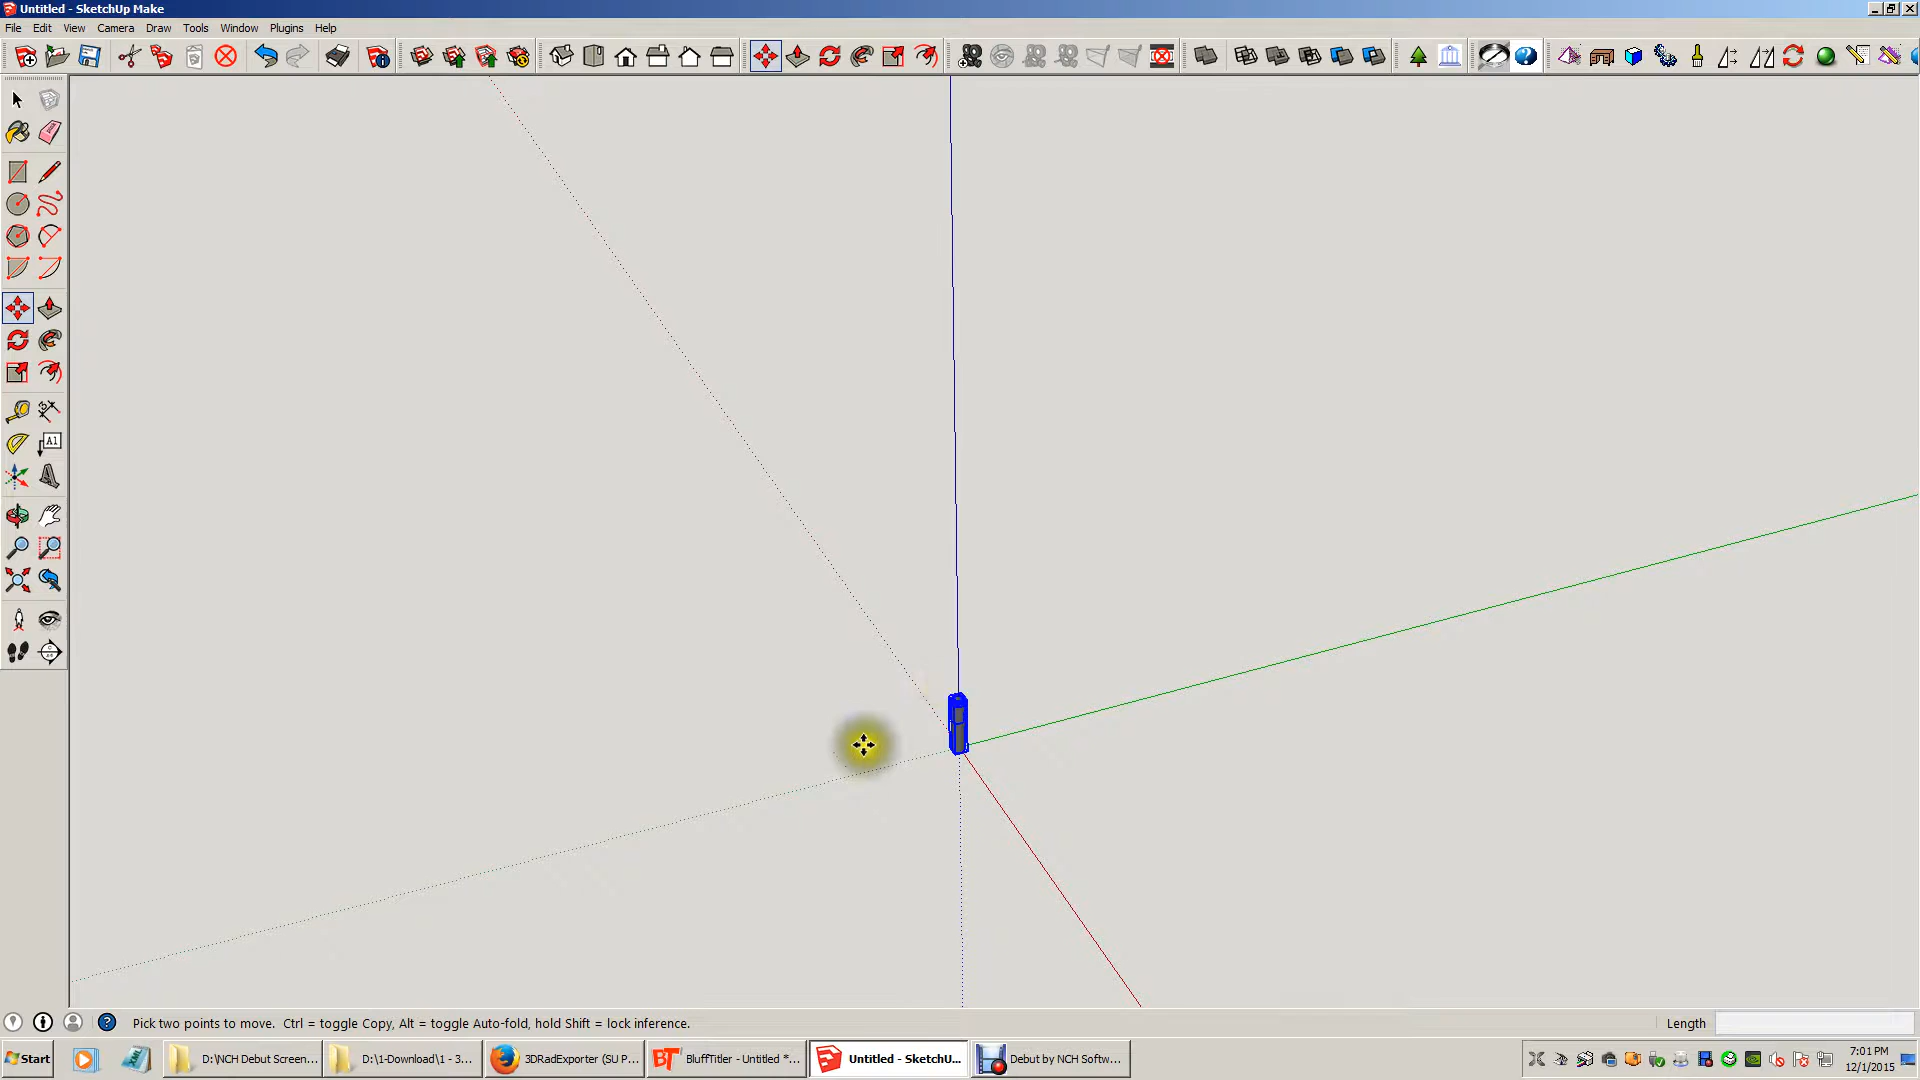 Untitled - SketchUp Make
File Edit View Camera Draw Tools Window Plugins Help
A1
Pick two points to move. Ctrl = toggle Copy, Alt = toggle Auto-fold, hold Shift = lock inference.
Length
Start
D:\NCH Debut Screen...
D:\1-Download\1 - 3...
3DRadExporter (SU P...
BluffTitler - Untitled *...
Untitled - SketchU...
Debut by NCH Softw...
7:01 PM
12/1/2015